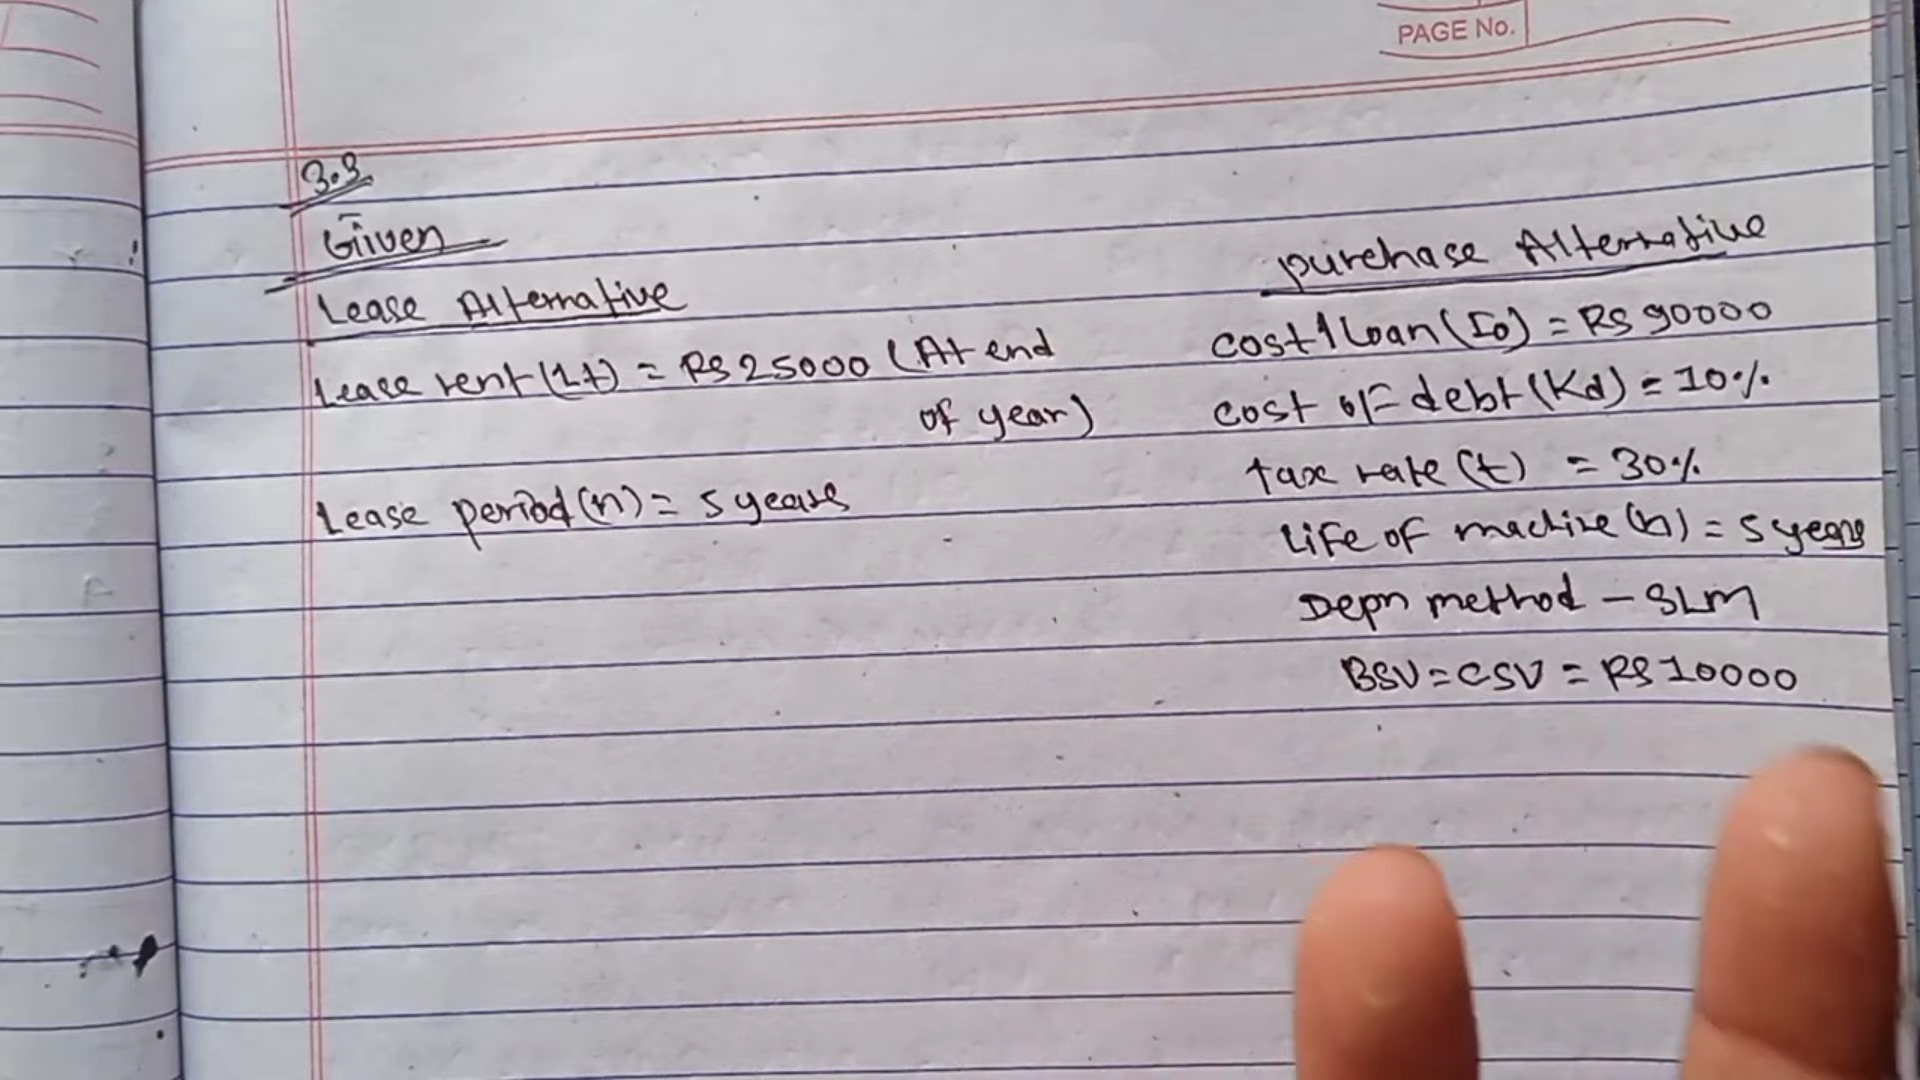 PAGE No.
3.3
Given
Lease Alternative
Lease rent (Lt) = RS 25000 (At end
of year)
Lease period (n) = 5 years
purchase Alternative
cost / Loan (I0) = RS 90000
cost of debt (Kd) = 10%
tax rate (t) = 30%
Life of machine (n) = 5 years
Depn method - SLM
BSV = CSV = RS 10000